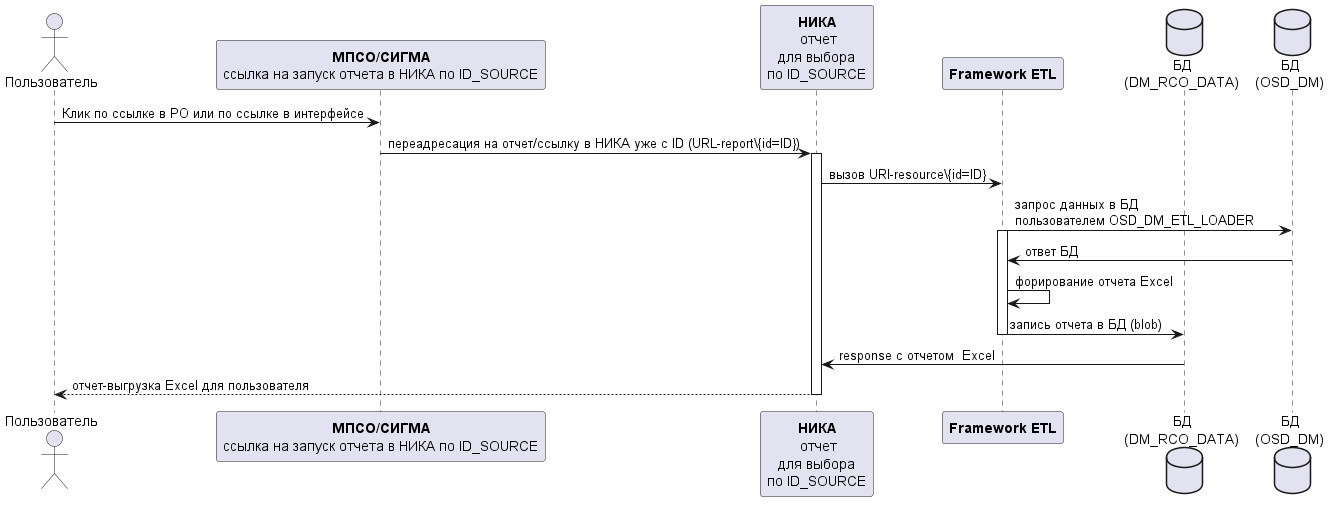 Пользователь
МПСО/СИГМА
ссылка на запуск отчета в НИКА по ID_SOURCE
НИКА
отчет
для выбора
по ID_SOURCE
Framework ETL
БД
(DM_RCO_DATA)
БД
(OSD_DM)
Клик по ссылке в РО или по ссылке в интерфейсе
переадресация на отчет/ссылку в НИКА уже с ID (URL-report\{id=ID})
вызов URI-resource\{id=ID}
запрос данных в БД
пользователем OSD_DM_ETL_LOADER
ответ БД
форирование отчета Excel
запись отчета в БД (blob)
response с отчетом  Excel
отчет-выгрузка Excel для пользователя
Пользователь
МПСО/СИГМА
ссылка на запуск отчета в НИКА по ID_SOURCE
НИКА
отчет
для выбора
по ID_SOURCE
Framework ETL
БД
(DM_RCO_DATA)
БД
(OSD_DM)